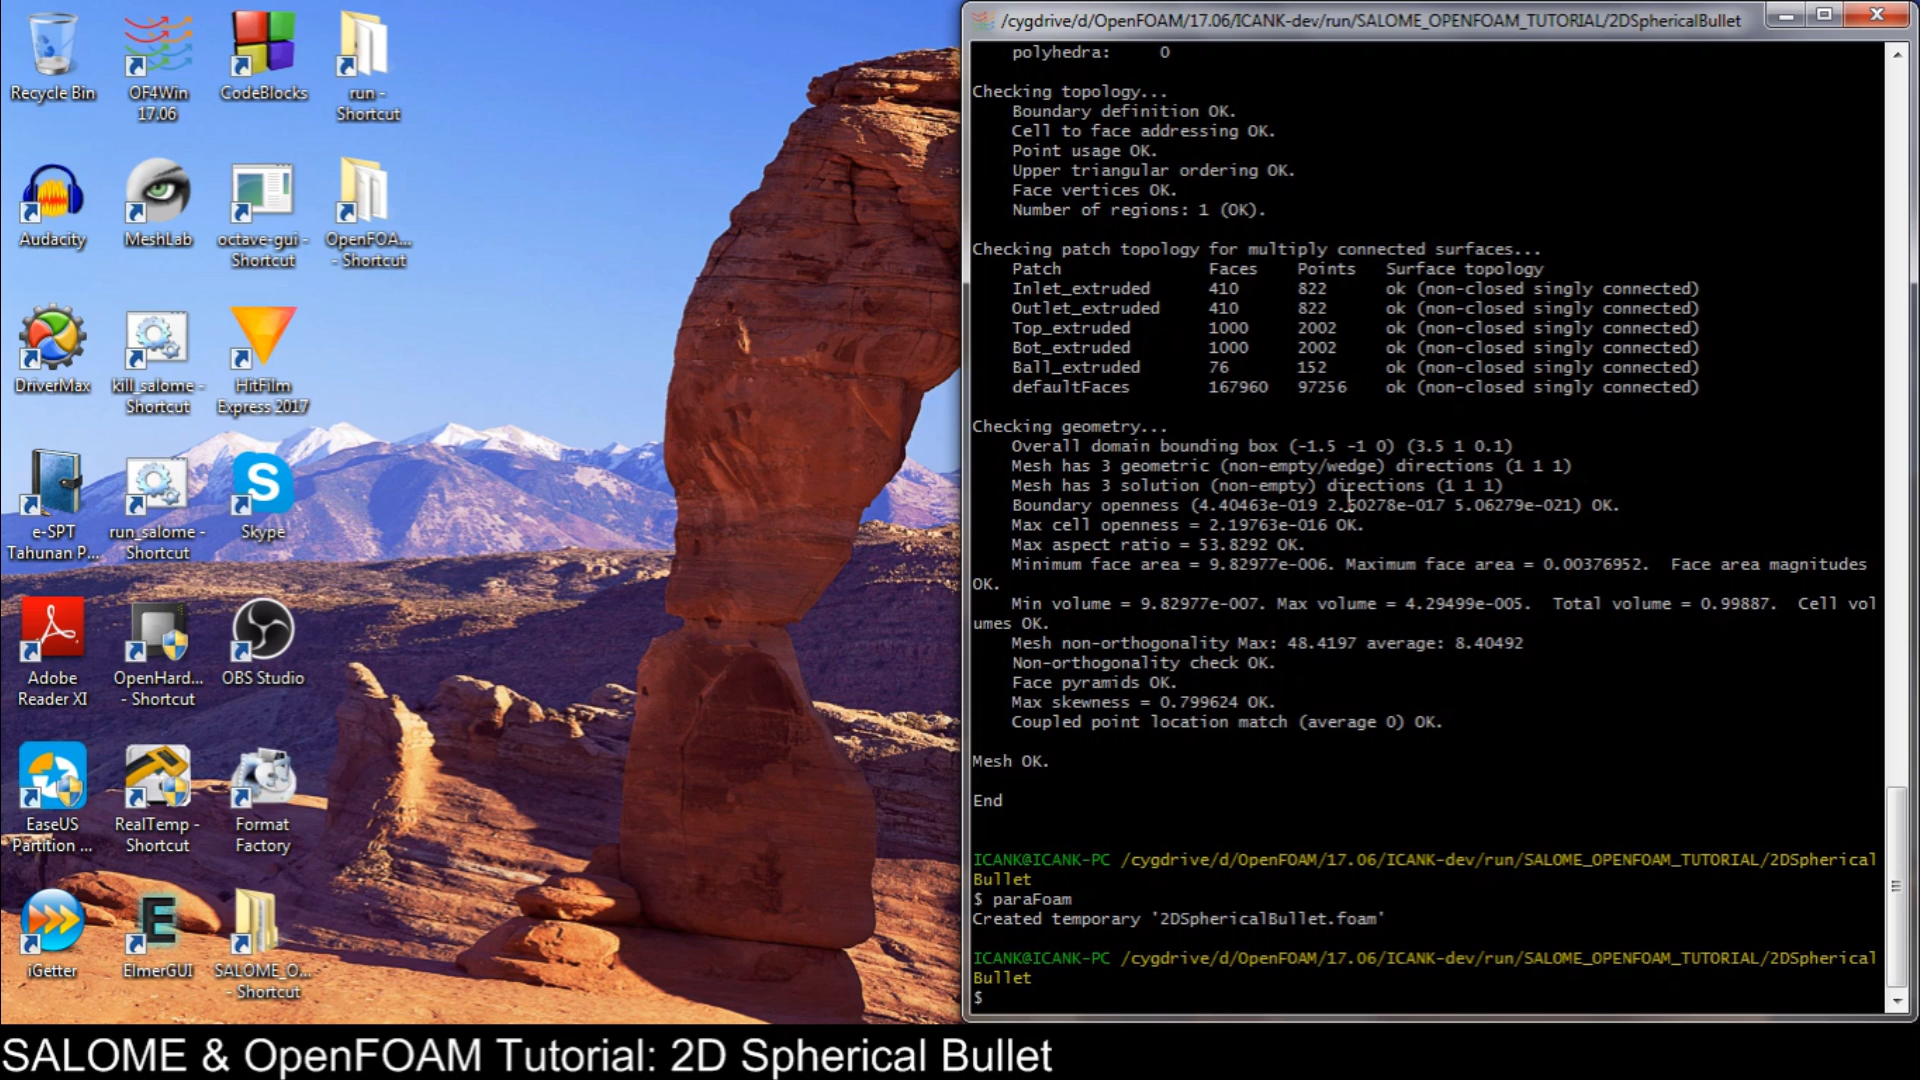 Recycle Bin
OF4Win
17.06
CodeBlocks
run -
Shortcut
Audacity
MeshLab
octave-gui -
Shortcut
OpenFOA...
- Shortcut
DriverMax
kill_salome -
Shortcut
HitFilm
Express 2017
e-SPT
Tahunan P...
run_salome -
Shortcut
Skype
Adobe
Reader XI
OpenHard...
- Shortcut
OBS Studio
EaseUS
Partition ...
RealTemp -
Shortcut
Format
Factory
iGetter
ElmerGUI
SALOME_O...
- Shortcut
/cygdrive/d/OpenFOAM/17.06/ICANK-dev/run/SALOME_OPENFOAM_TUTORIAL/2DSphericalBullet
polyhedra: 0
Checking topology...
Boundary definition OK.
Cell to face addressing OK.
Point usage OK.
Upper triangular ordering OK.
Face vertices OK.
Number of regions: 1 (OK).
Checking patch topology for multiply connected surfaces...
Patch Faces Points Surface topology
Inlet_extruded 410 822 ok (non-closed singly connected)
Outlet_extruded 410 822 ok (non-closed singly connected)
Top_extruded 1000 2002 ok (non-closed singly connected)
Bot_extruded 1000 2002 ok (non-closed singly connected)
Ball_extruded 76 152 ok (non-closed singly connected)
defaultFaces 167960 97256 ok (non-closed singly connected)
Checking geometry...
Overall domain bounding box (-1.5 -1 0) (3.5 1 0.1)
Mesh has 3 geometric (non-empty/wedge) directions (1 1 1)
Mesh has 3 solution (non-empty) directions (1 1 1)
Boundary openness (4.40463e-019 2.60278e-017 5.06279e-021) OK.
Max cell openness = 2.19763e-016 OK.
Max aspect ratio = 53.8292 OK.
Minimum face area = 9.82977e-006. Maximum face area = 0.00376952.  Face area magnitudes
OK.
Min volume = 9.82977e-007. Max volume = 4.29499e-005.  Total volume = 0.99887.  Cell vol
umes OK.
Mesh non-orthogonality Max: 48.4197 average: 8.40492
Non-orthogonality check OK.
Face pyramids OK.
Max skewness = 0.799624 OK.
Coupled point location match (average 0) OK.
Mesh OK.
End
ICANK@ICANK-PC /cygdrive/d/OpenFOAM/17.06/ICANK-dev/run/SALOME_OPENFOAM_TUTORIAL/2DSpherical
Bullet
$ paraFoam
Created temporary '2DSphericalBullet.foam'
ICANK@ICANK-PC /cygdrive/d/OpenFOAM/17.06/ICANK-dev/run/SALOME_OPENFOAM_TUTORIAL/2DSpherical
Bullet
$
SALOME & OpenFOAM Tutorial: 2D Spherical Bullet